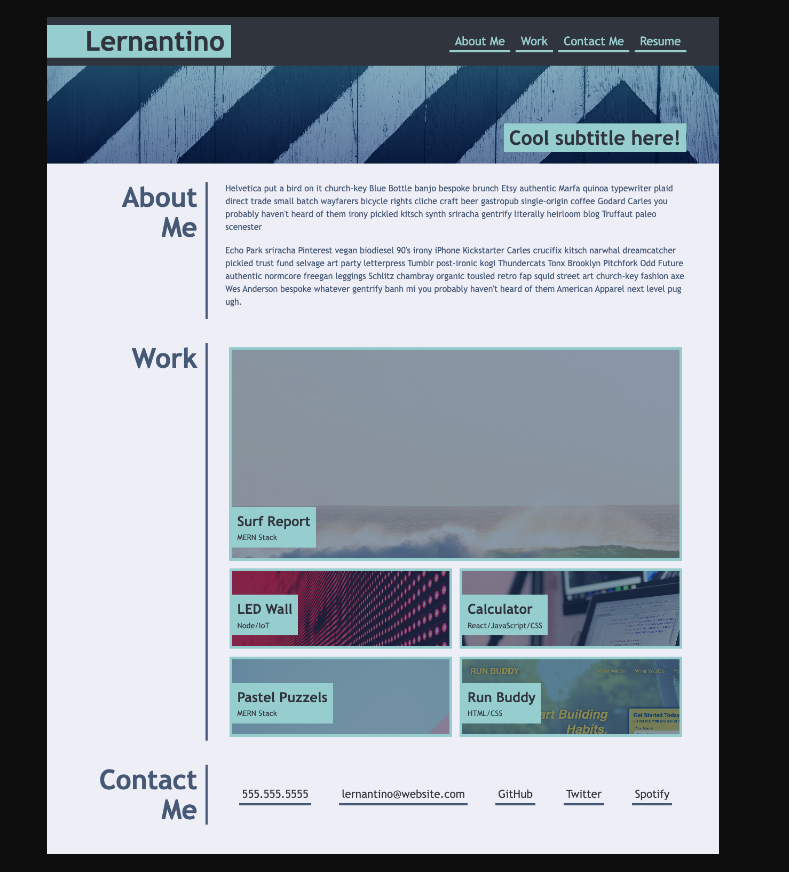 Lernantino
About Me Work Contact Me Resume
Cool subtitle here!
About
Me
Helvetica put a bird on it church-key Blue Bottle banjo bespoke brunch Etsy authentic Marfa quinoa typewriter plaid
direct trade small batch wayfarers bicycle rights cliche craft beer gastropub single-origin coffee Godard Carles you
probably haven't heard of them irony pickled kitsch synth sriracha gentrify literally heirloom blog Truffaut paleo
scenester
Echo Park sriracha Pinterest vegan biodiesel 90's irony iPhone Kickstarter Carles crucifix kitsch narwhal dreamcatcher
pickled trust fund selvage art party letterpress Tumblr post-ironic kogi Thundercats Tonx Brooklyn Pitchfork Odd Future
authentic normcore freegan leggings Schlitz chambray organic tousled retro fap squid street art church-key fashion axe
Wes Anderson bespoke whatever gentrify banh mi you probably haven't heard of them American Apparel next level pug
ugh.
Work
Surf Report
MERN Stack
LED Wall
Node/IoT
Calculator
React/JavaScript/CSS
Pastel Puzzels
MERN Stack
RUN BUDDY
Run Buddy
HTML/CSS
art Building
Habits.
Get Started Today
Contact
Me
555.555.5555 lernantino@website.com GitHub Twitter Spotify